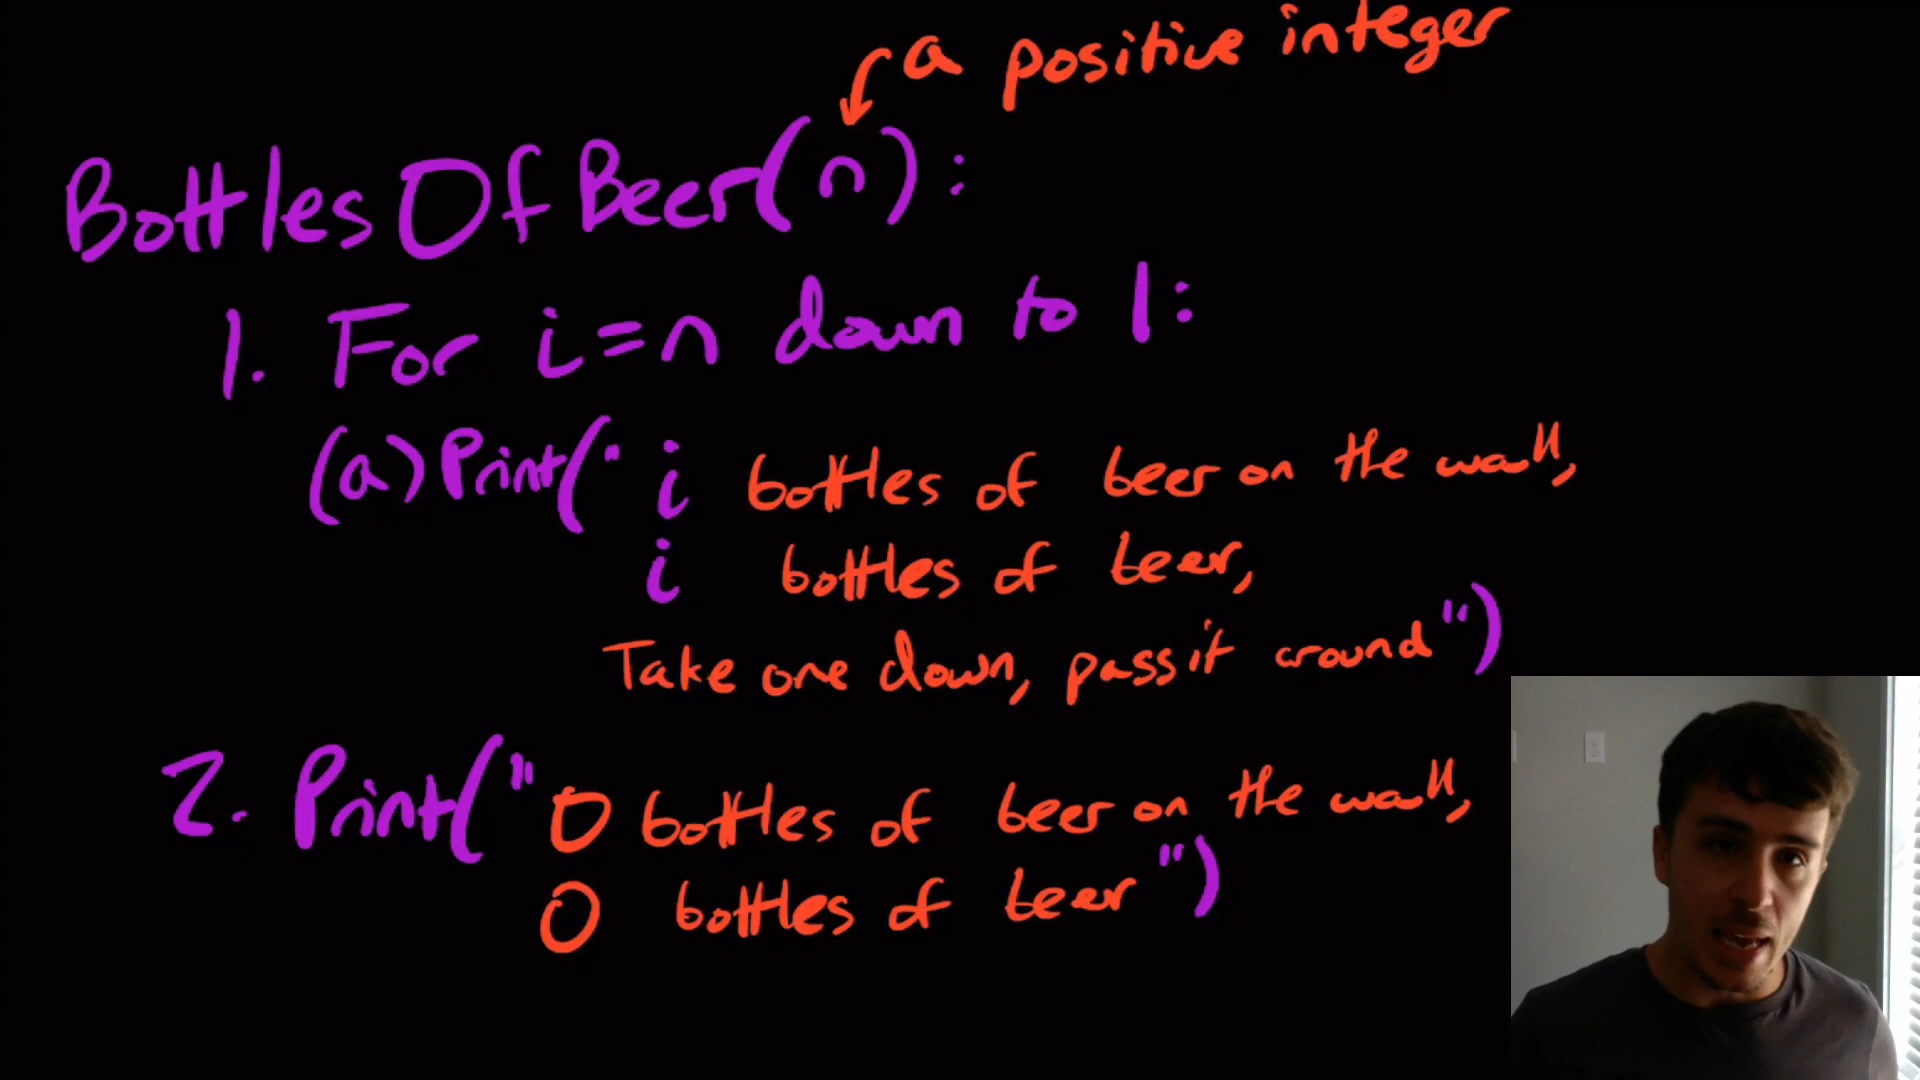 a positive integer
BottlesOfBeer(n):
1. For i=n down to 1:
(a) Print(" i bottles of beer on the wall,
i bottles of beer,
Take one down, pass it around")
2. Print("0 bottles of beer on the wall,
0 bottles of beer")